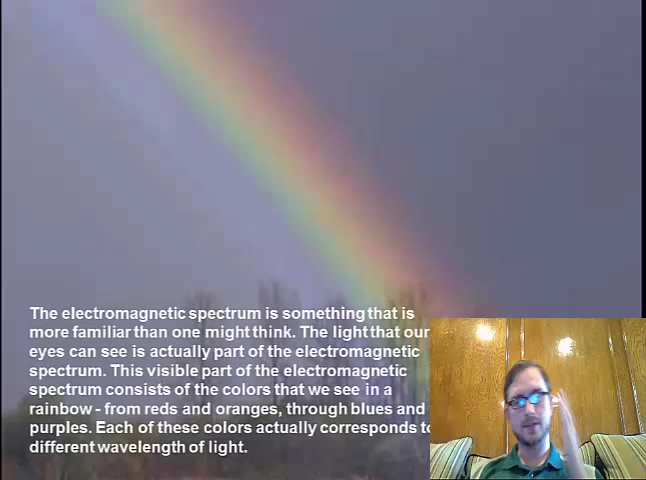 The electromagnetic spectrum is something that is
more familiar than one might think. The light that our
eyes can see is actually part of the electromagnetic
spectrum. This visible part of the electromagnetic
spectrum consists of the colors that we see in a
rainbow - from reds and oranges, through blues and
purples. Each of these colors actually corresponds
different wavelength of light.